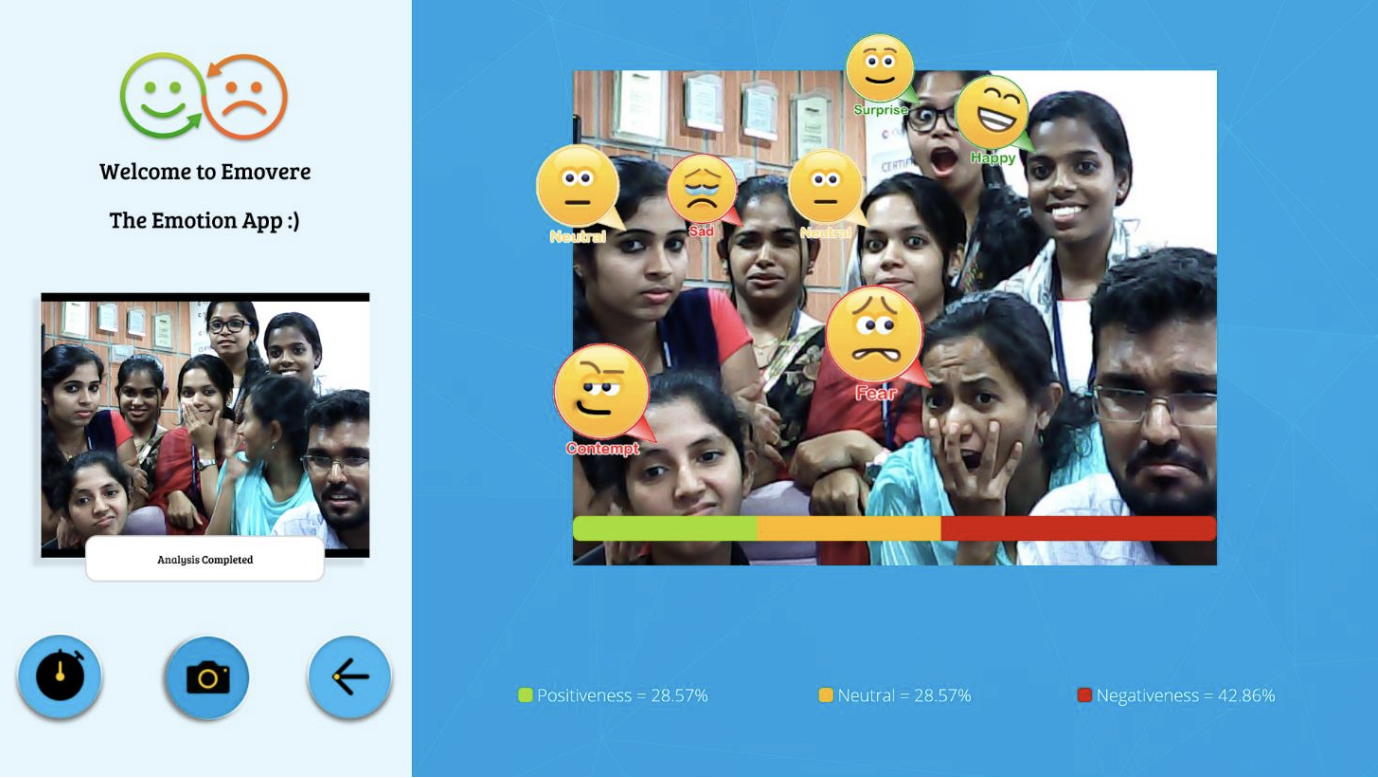 Welcome to Emovere
The Emotion App :)
Analysis Completed
Surprise
Happy
Neutral
Sad
Neutral
Fear
Contempt
CERTIF
Positiveness = 28.57%
Neutral = 28.57%
Negativeness = 42.86%